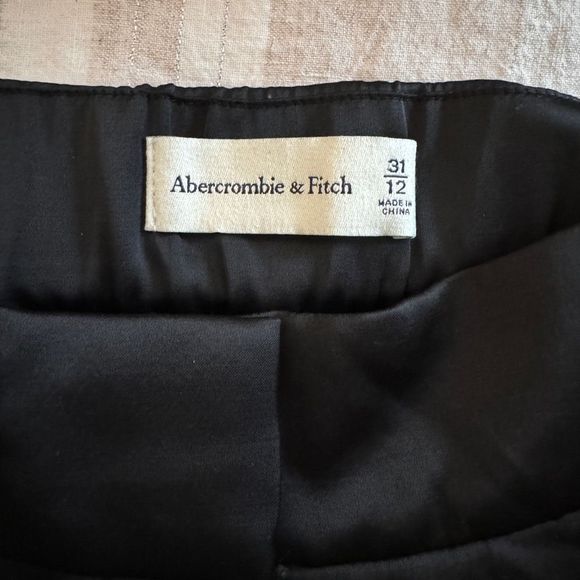 Abercrombie & Fitch
31
12
MADE IN
CHINA